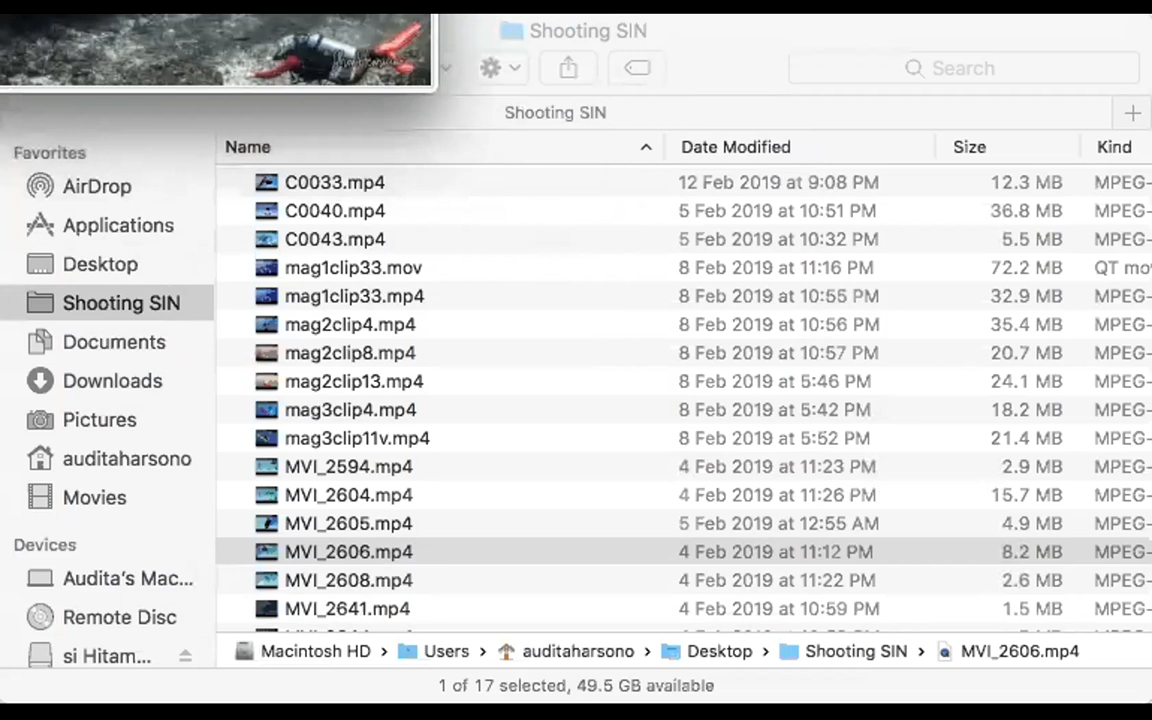 Shooting SIN
Search
Shooting SIN
Favorites
AirDrop
Applications
Desktop
Shooting SIN
Documents
Downloads
Pictures
auditaharsono
Movies
Devices
Audita's Mac...
Remote Disc
si Hitam...
Name Date Modified Size Kind
C0033.mp4 12 Feb 2019 at 9:08 PM 12.3 MB MPEG-
C0040.mp4 5 Feb 2019 at 10:51 PM 36.8 MB MPEG-
C0043.mp4 5 Feb 2019 at 10:32 PM 5.5 MB MPEG-
mag1clip33.mov 8 Feb 2019 at 11:16 PM 72.2 MB QT mo
mag1clip33.mp4 8 Feb 2019 at 10:55 PM 32.9 MB MPEG-
mag2clip4.mp4 8 Feb 2019 at 10:56 PM 35.4 MB MPEG-
mag2clip8.mp4 8 Feb 2019 at 10:57 PM 20.7 MB MPEG-
mag2clip13.mp4 8 Feb 2019 at 5:46 PM 24.1 MB MPEG-
mag3clip4.mp4 8 Feb 2019 at 5:42 PM 18.2 MB MPEG-
mag3clip11v.mp4 8 Feb 2019 at 5:52 PM 21.4 MB MPEG-
MVI_2594.mp4 4 Feb 2019 at 11:23 PM 2.9 MB MPEG-
MVI_2604.mp4 4 Feb 2019 at 11:26 PM 15.7 MB MPEG-
MVI_2605.mp4 5 Feb 2019 at 12:55 AM 4.9 MB MPEG-
MVI_2606.mp4 4 Feb 2019 at 11:12 PM 8.2 MB MPEG-
MVI_2608.mp4 4 Feb 2019 at 11:22 PM 2.6 MB MPEG-
MVI_2641.mp4 4 Feb 2019 at 10:59 PM 1.5 MB MPEG-
Macintosh HD › Users › auditaharsono › Desktop › Shooting SIN › MVI_2606.mp4
1 of 17 selected, 49.5 GB available